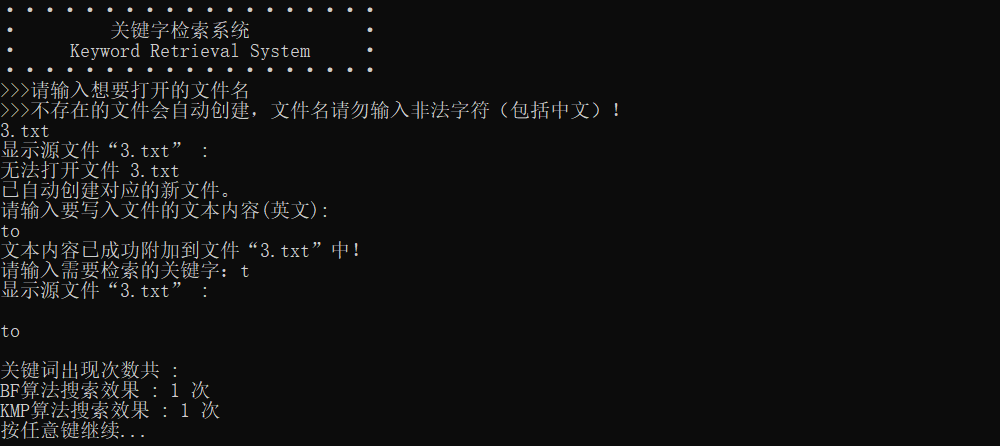 关键字检索系统
Keyword Retrieval System
>>>请输入想要打开的文件名
>>>不存在的文件会自动创建，文件名请勿输入非法字符（包括中文）！
3.txt
显示源文件“3.txt” :
无法打开文件 3.txt
已自动创建对应的新文件。
请输入要写入文件的文本内容(英文):
to
文本内容已成功附加到文件“3.txt”中！
请输入需要检索的关键字：t
显示源文件“3.txt” :
to
关键词出现次数共 :
BF算法搜索效果 : 1 次
KMP算法搜索效果 : 1 次
按任意键继续...